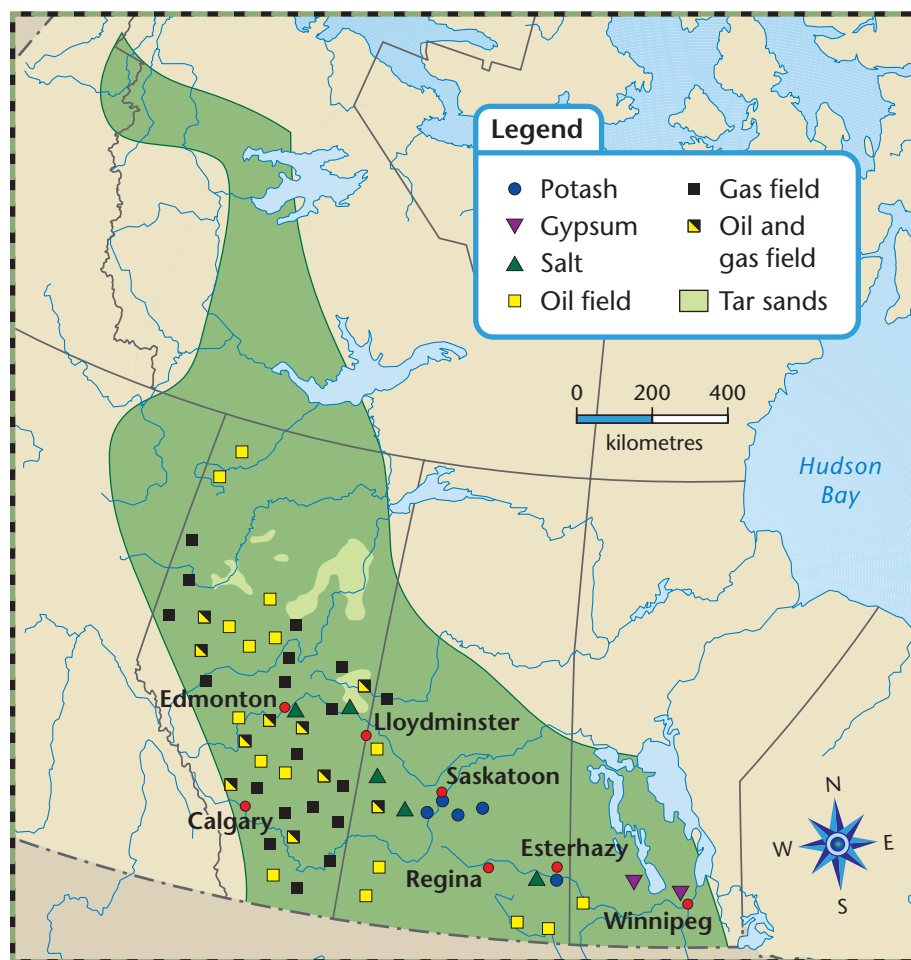 Legend
Potash
Gypsum
Salt
Oil field
Gas field
Oil and
gas field
Tar sands
0 200 400
kilometres
Hudson
Bay
Edmonton
Lloydminster
Saskatoon
Calgary
Esterhazy
Regina
Winnipeg
N
W E
S